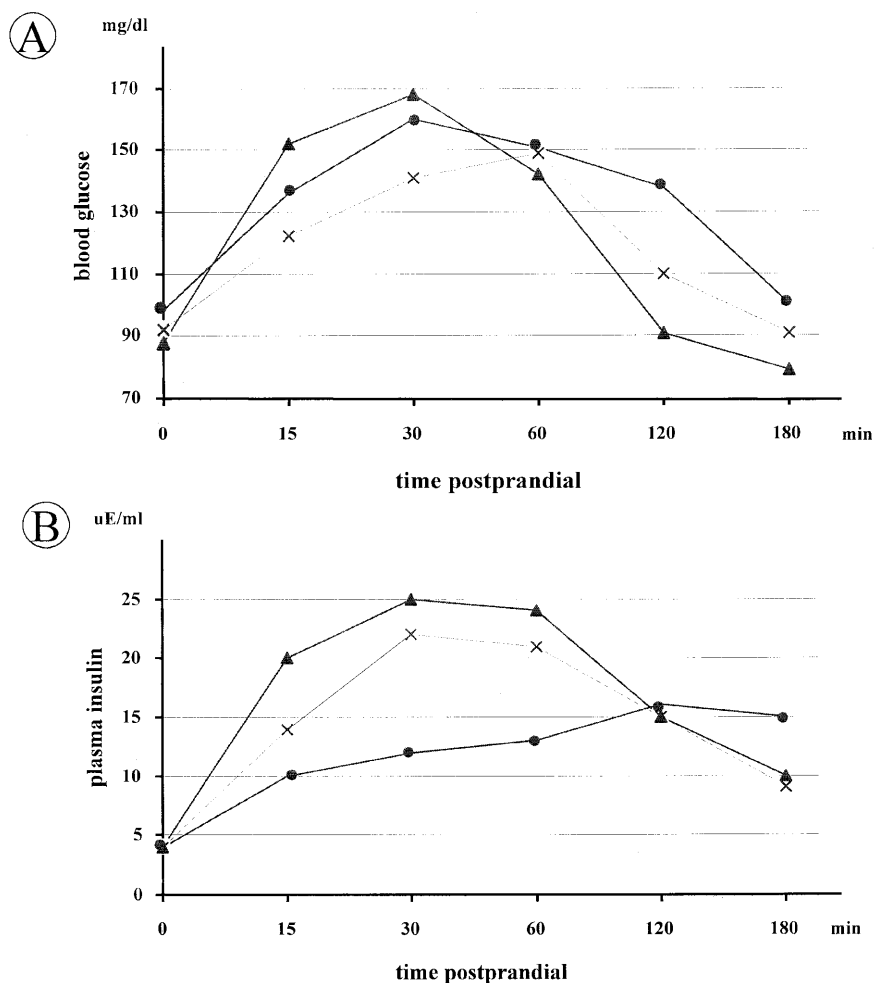 A
mg/dl
170
150
130
110
90
70
blood glucose
0 15 30 60 120 180 min
time postprandial
B
uE/ml
25
20
15
10
5
0
plasma insulin
0 15 30 60 120 180 min
time postprandial